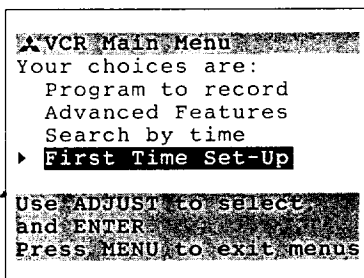 VCR Main Menu
Your choices are:
Program to record
Advanced Features
Search by time
First Time Set-Up
Use ADJUST to select
and ENTER
Press MENU to exit menus